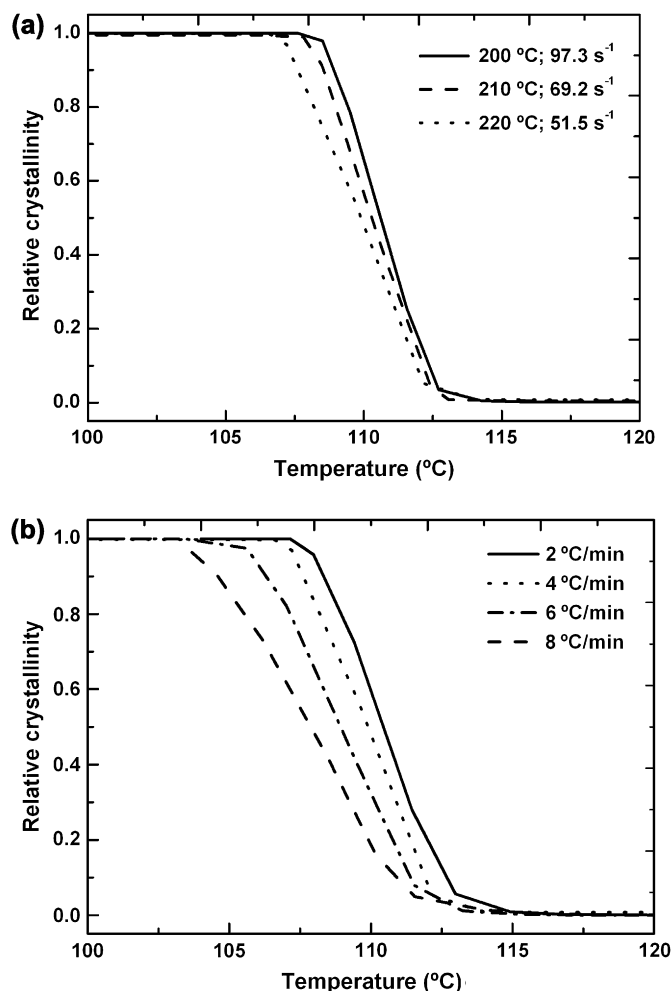 (a)
1.0
0.8
0.6
0.4
0.2
0.0
Relative crystallinity
200 ºC; 97.3 s⁻¹
210 ºC; 69.2 s⁻¹
220 ºC; 51.5 s⁻¹
100 105 110 115 120
Temperature (ºC)
(b)
1.0
0.8
0.6
0.4
0.2
0.0
Relative crystallinity
2 ºC/min
4 ºC/min
6 ºC/min
8 ºC/min
100 105 110 115 120
Temperature (ºC)